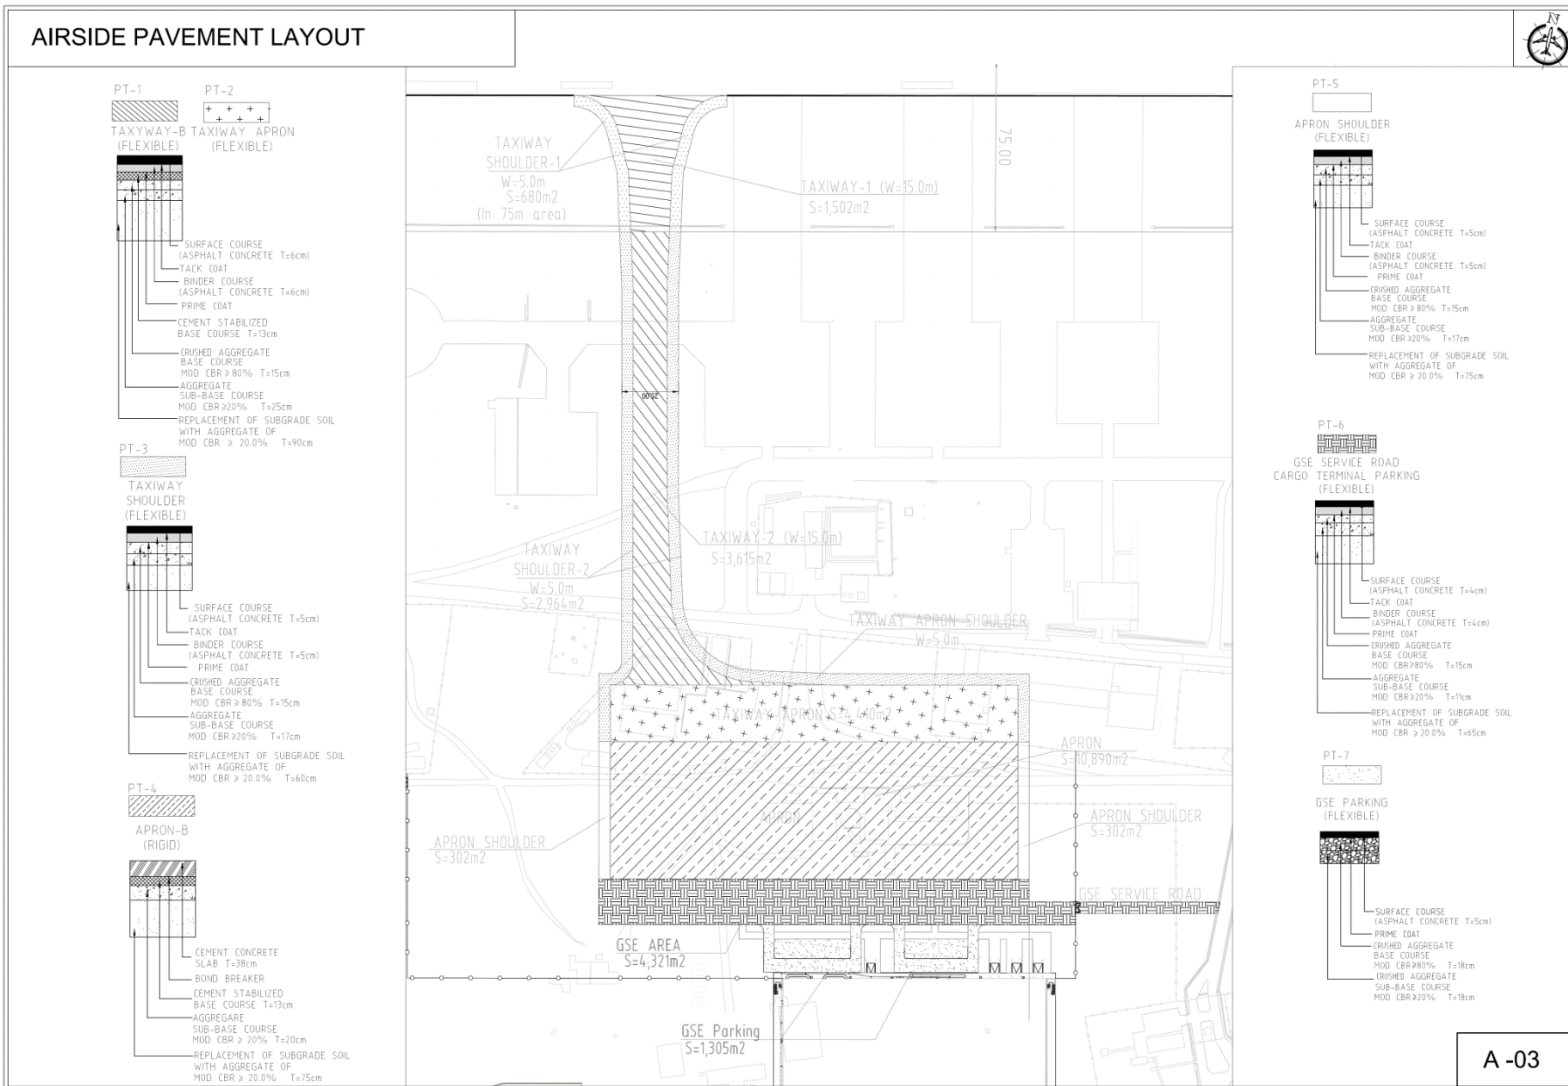 AIRSIDE PAVEMENT LAYOUT
N
PT-1
TAXYWAY-B
(FLEXIBLE)
SURFACE COURSE
(ASPHALT CONCRETE T=6cm)
TACK COAT
BINDER COURSE
(ASPHALT CONCRETE T=6cm)
PRIME COAT
CEMENT STABILIZED
BASE COURSE T=13cm
CRUSHED AGGREGATE
BASE COURSE
MOD CBR ≥ 80% T=15cm
AGGREGATE
SUB-BASE COURSE
MOD CBR ≥20% T=25cm
REPLACEMENT OF SUBGRADE SOIL
WITH AGGREGATE OF
MOD CBR ≥ 20.0% T=90cm
PT-2
TAXIWAY APRON
(FLEXIBLE)
PT-3
TAXIWAY
SHOULDER
(FLEXIBLE)
SURFACE COURSE
(ASPHALT CONCRETE T=5cm)
TACK COAT
BINDER COURSE
(ASPHALT CONCRETE T=5cm)
PRIME COAT
CRUSHED AGGREGATE
BASE COURSE
MOD CBR ≥ 80% T=15cm
AGGREGATE
SUB-BASE COURSE
MOD CBR ≥20% T=17cm
REPLACEMENT OF SUBGRADE SOIL
WITH AGGREGATE OF
MOD CBR ≥ 20.0% T=60cm
PT-4
APRON-B
(RIGID)
CEMENT CONCRETE
SLAB T=38cm
BOND BREAKER
CEMENT STABILIZED
BASE COURSE T=13cm
AGGREGARE
SUB-BASE COURSE
MOD CBR ≥ 20% T=20cm
REPLACEMENT OF SUBGRADE SOIL
WITH AGGREGATE OF
MOD CBR ≥ 20.0% T=75cm
TAXIWAY
SHOULDER-1
W=5.0m
S=680m2
(In 75m area)
TAXIWAY-1 (W=15.0m)
S=1,502m2
75.00
25.00
TAXIWAY-2 (W=15.0m)
S=3,615m2
TAXIWAY
SHOULDER-2
W=5.0m
S=2,964m2
TAXIWAY APRON SHOULDER
W=5.0m
TAXIWAY APRON S=4,440m2
APRON
S=10,890m2
APRON
APRON SHOULDER
S=302m2
APRON SHOULDER
S=302m2
GSE SERVICE ROAD
GSE AREA
S=4,321m2
GSE Parking
S=1,305m2
PT-5
APRON SHOULDER
(FLEXIBLE)
SURFACE COURSE
(ASPHALT CONCRETE T=5cm)
TACK COAT
BINDER COURSE
(ASPHALT CONCRETE T=5cm)
PRIME COAT
CRUSHED AGGREGATE
BASE COURSE
MOD CBR ≥ 80% T=15cm
AGGREGATE
SUB-BASE COURSE
MOD CBR ≥20% T=17cm
REPLACEMENT OF SUBGRADE SOIL
WITH AGGREGATE OF
MOD CBR ≥ 20.0% T=75cm
PT-6
GSE SERVICE ROAD
CARGO TERMINAL PARKING
(FLEXIBLE)
SURFACE COURSE
(ASPHALT CONCRETE T=4cm)
TACK COAT
BINDER COURSE
(ASPHALT CONCRETE T=4cm)
PRIME COAT
CRUSHED AGGREGATE
BASE COURSE
MOD CBR≥80% T=15cm
AGGREGATE
SUB-BASE COURSE
MOD CBR≥20% T=11cm
REPLACEMENT OF SUBGRADE SOIL
WITH AGGREGATE OF
MOD CBR ≥ 20.0% T=65cm
PT-7
GSE PARKING
(FLEXIBLE)
SURFACE COURSE
(ASPHALT CONCRETE T=5cm)
PRIME COAT
CRUSHED AGGREGATE
BASE COURSE
MOD CBR≥80% T=18cm
CRUSHED AGGREGATE
SUB-BASE COURSE
MOD CBR≥20% T=18cm
A -03